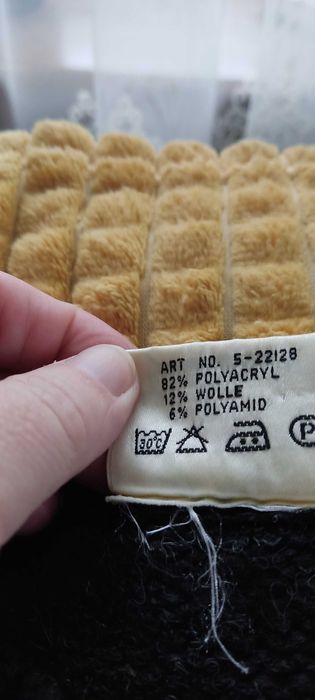 ART NO. 5-22128
82% POLYACRYL
12% WOLLE
6% POLYAMID
30°C P